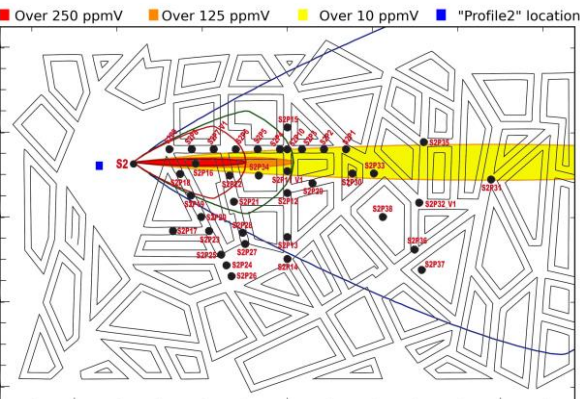 Over 250 ppmV Over 125 ppmV Over 10 ppmV "Profile2" location
S2P15
S2P10
S2P2
S2P1
S2P35
S2
S2P16
S2P34
S2P11 V1
S2P30
S2P33
S2P31
S2P18
S2P22
S2P29
S2P19
S2P21
S2P12
S2P32 V1
S2P20
S2P38
S2P17
S2P23
S2P28
S2P13
S2P27
S2P36
S2P25
S2P24
S2P14
S2P37
S2P26